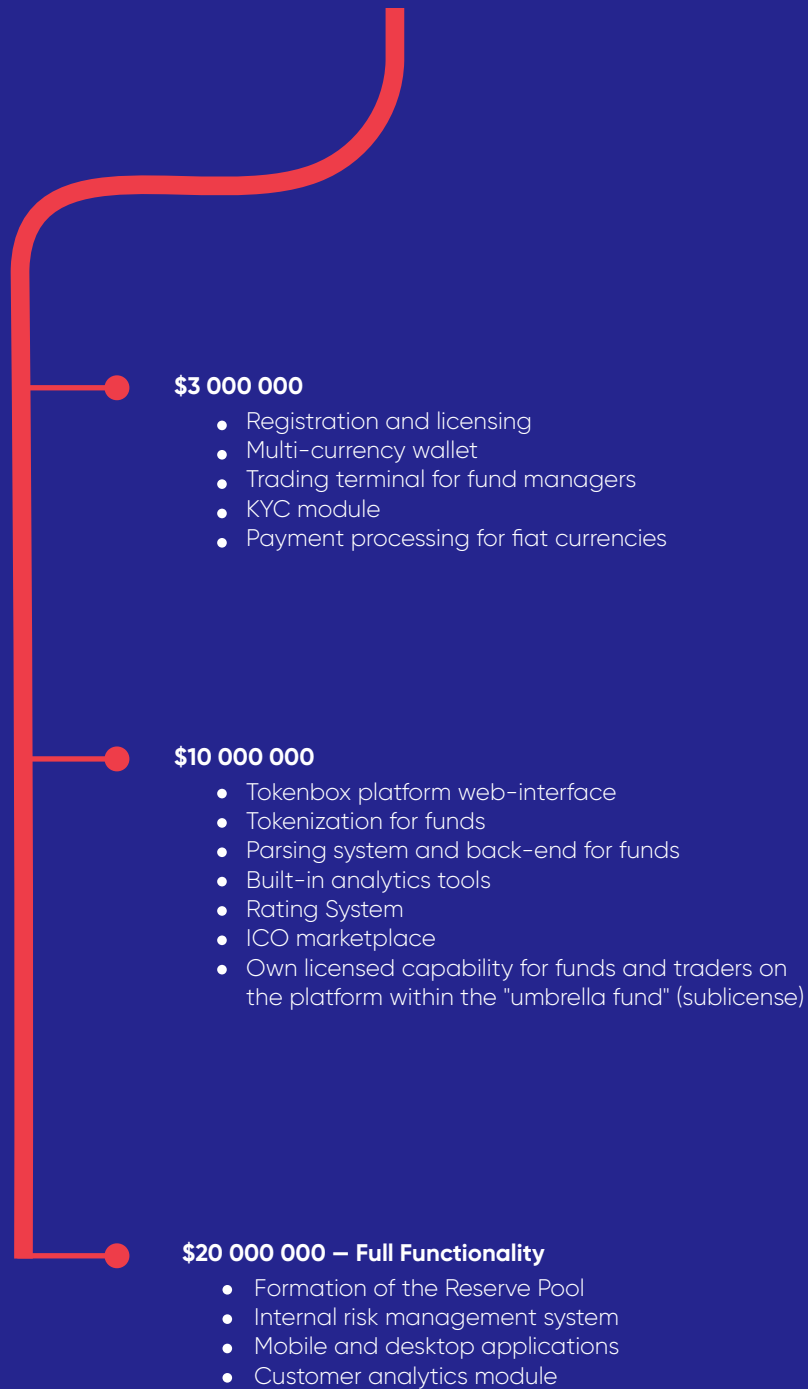 $3 000 000
Registration and licensing
Multi-currency wallet
Trading terminal for fund managers
KYC module
Payment processing for fiat currencies
$10 000 000
Tokenbox platform web-interface
Tokenization for funds
Parsing system and back-end for funds
Built-in analytics tools
Rating System
ICO marketplace
Own licensed capability for funds and traders on
the platform within the "umbrella fund" (sublicense)
$20 000 000 – Full Functionality
Formation of the Reserve Pool
Internal risk management system
Mobile and desktop applications
Customer analytics module